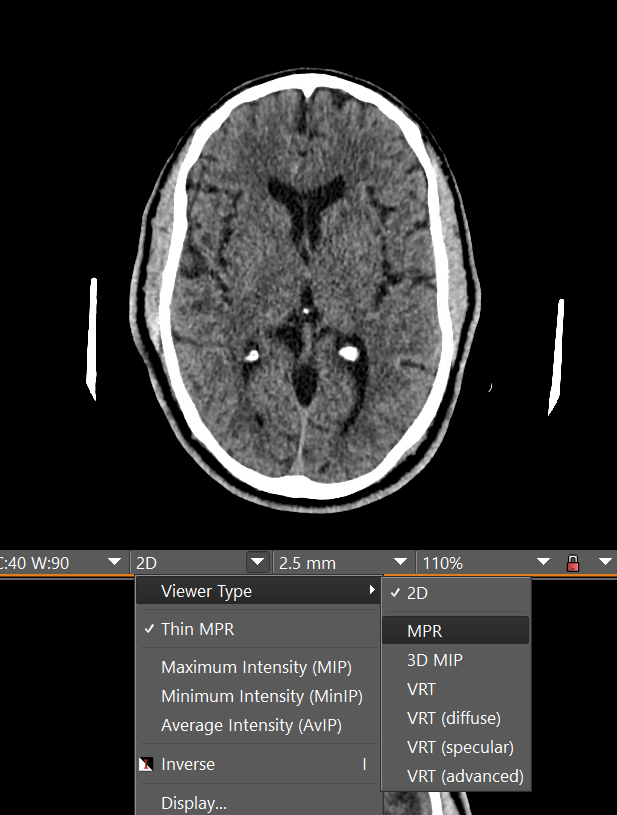 C:40 W:90
2D
2.5 mm
110%
Viewer Type
2D
Thin MPR
MPR
Maximum Intensity (MIP)
3D MIP
Minimum Intensity (MinIP)
VRT
Average Intensity (AvIP)
VRT (diffuse)
VRT (specular)
Inverse I
VRT (advanced)
Display...